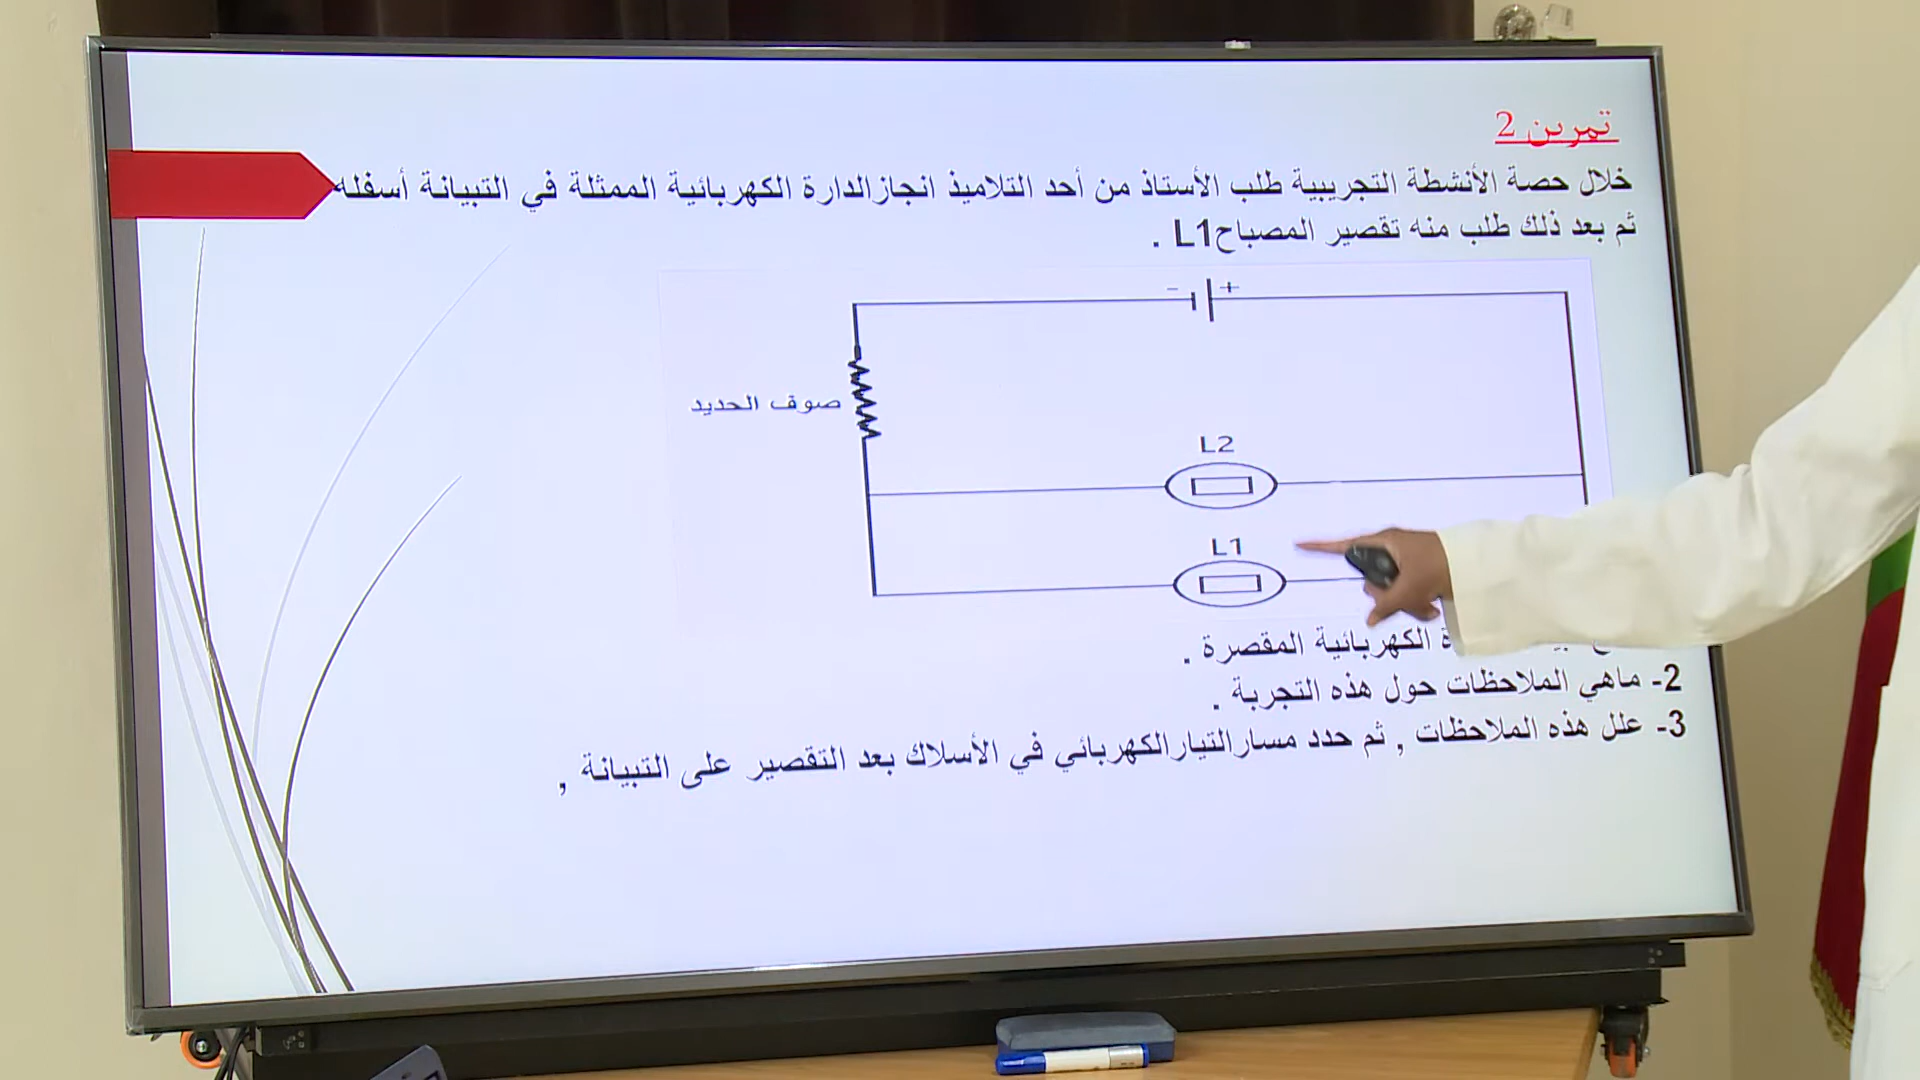 تمرين 2
خلال حصة الأنشطة التجريبية طلب الأستاذ من أحد التلاميذ انجازالدارة الكهربائية الممثلة في التبيانة أسفله
ثم بعد ذلك طلب منه تقصير المصباحL1 .
- +
صوف الحديد
L2
L1
الكهربائية المقصرة .
2- ماهي الملاحظات حول هذه التجربة .
3- علل هذه الملاحظات , ثم حدد مسارالتيارالكهربائي في الأسلاك بعد التقصير على التبيانة ,